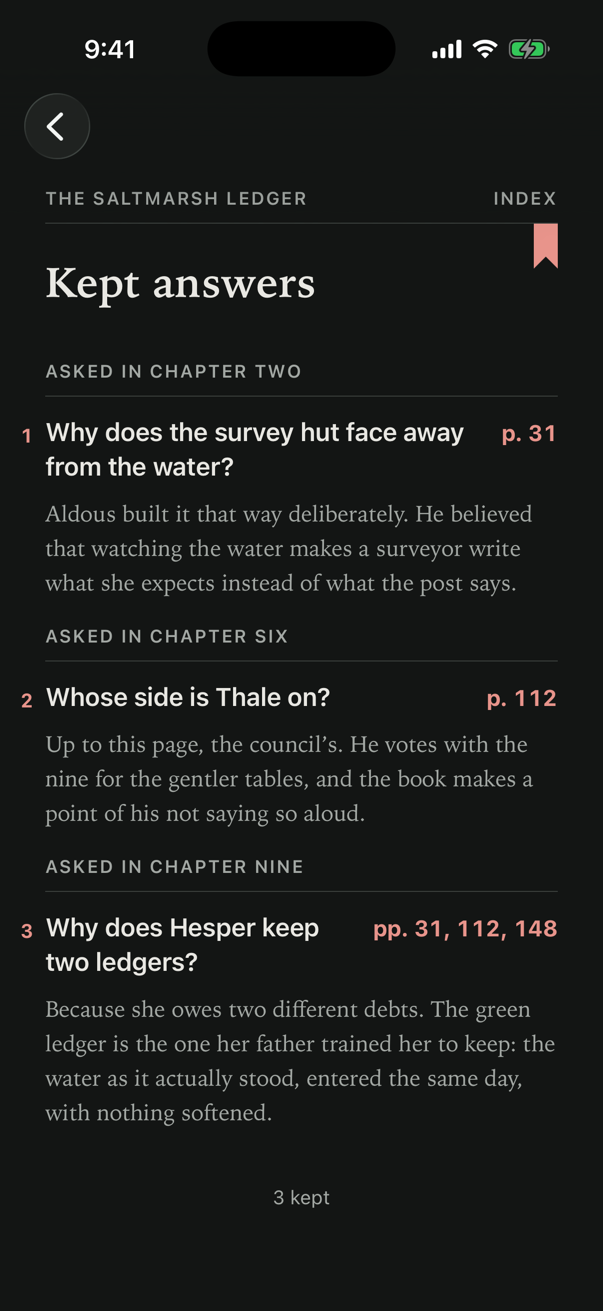 9:41
THE SALTMARSH LEDGER INDEX
Kept answers
ASKED IN CHAPTER TWO
1 Why does the survey hut face away p. 31
from the water?
Aldous built it that way deliberately. He believed
that watching the water makes a surveyor write
what she expects instead of what the post says.
ASKED IN CHAPTER SIX
2 Whose side is Thale on? p. 112
Up to this page, the council’s. He votes with the
nine for the gentler tables, and the book makes a
point of his not saying so aloud.
ASKED IN CHAPTER NINE
3 Why does Hesper keep pp. 31, 112, 148
two ledgers?
Because she owes two different debts. The green
ledger is the one her father trained her to keep: the
water as it actually stood, entered the same day,
with nothing softened.
3 kept